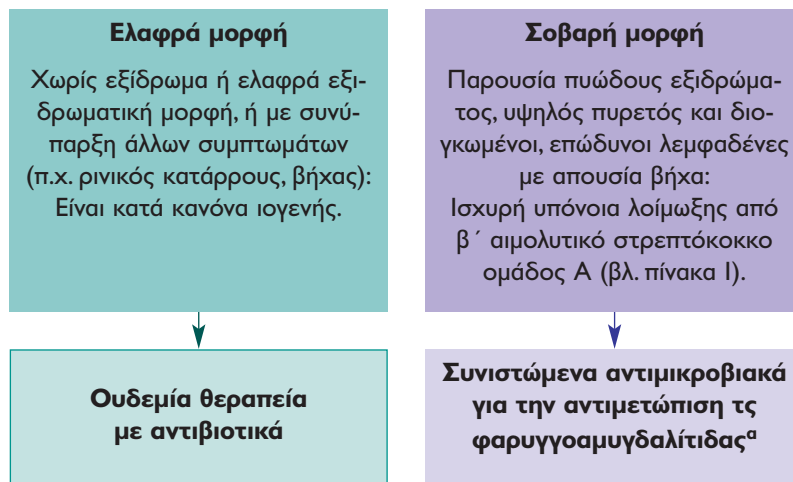 Ελαφρά μορφή
Χωρίς εξίδρωμα ή ελαφρά εξι-
δρωματική μορφή, ή με συνύ-
παρξη άλλων συμπτωμάτων
(π.χ. ρινικός κατάρρους, βήχας):
Είναι κατά κανόνα ιογενής.
Ουδεμία θεραπεία
με αντιβιοτικά
Σοβαρή μορφή
Παρουσία πυώδους εξιδρώμα-
τος, υψηλός πυρετός και διο-
γκωμένοι, επώδυνοι λεμφαδένες
με απουσία βήχα:
Ισχυρή υπόνοια λοίμωξης από
β΄ αιμολυτικό στρεπτόκοκκο
ομάδος Α (βλ. πίνακα Ι).
Συνιστώμενα αντιμικροβιακά
για την αντιμετώπιση τς
φαρυγγοαμυγδαλίτιδαςᵃ